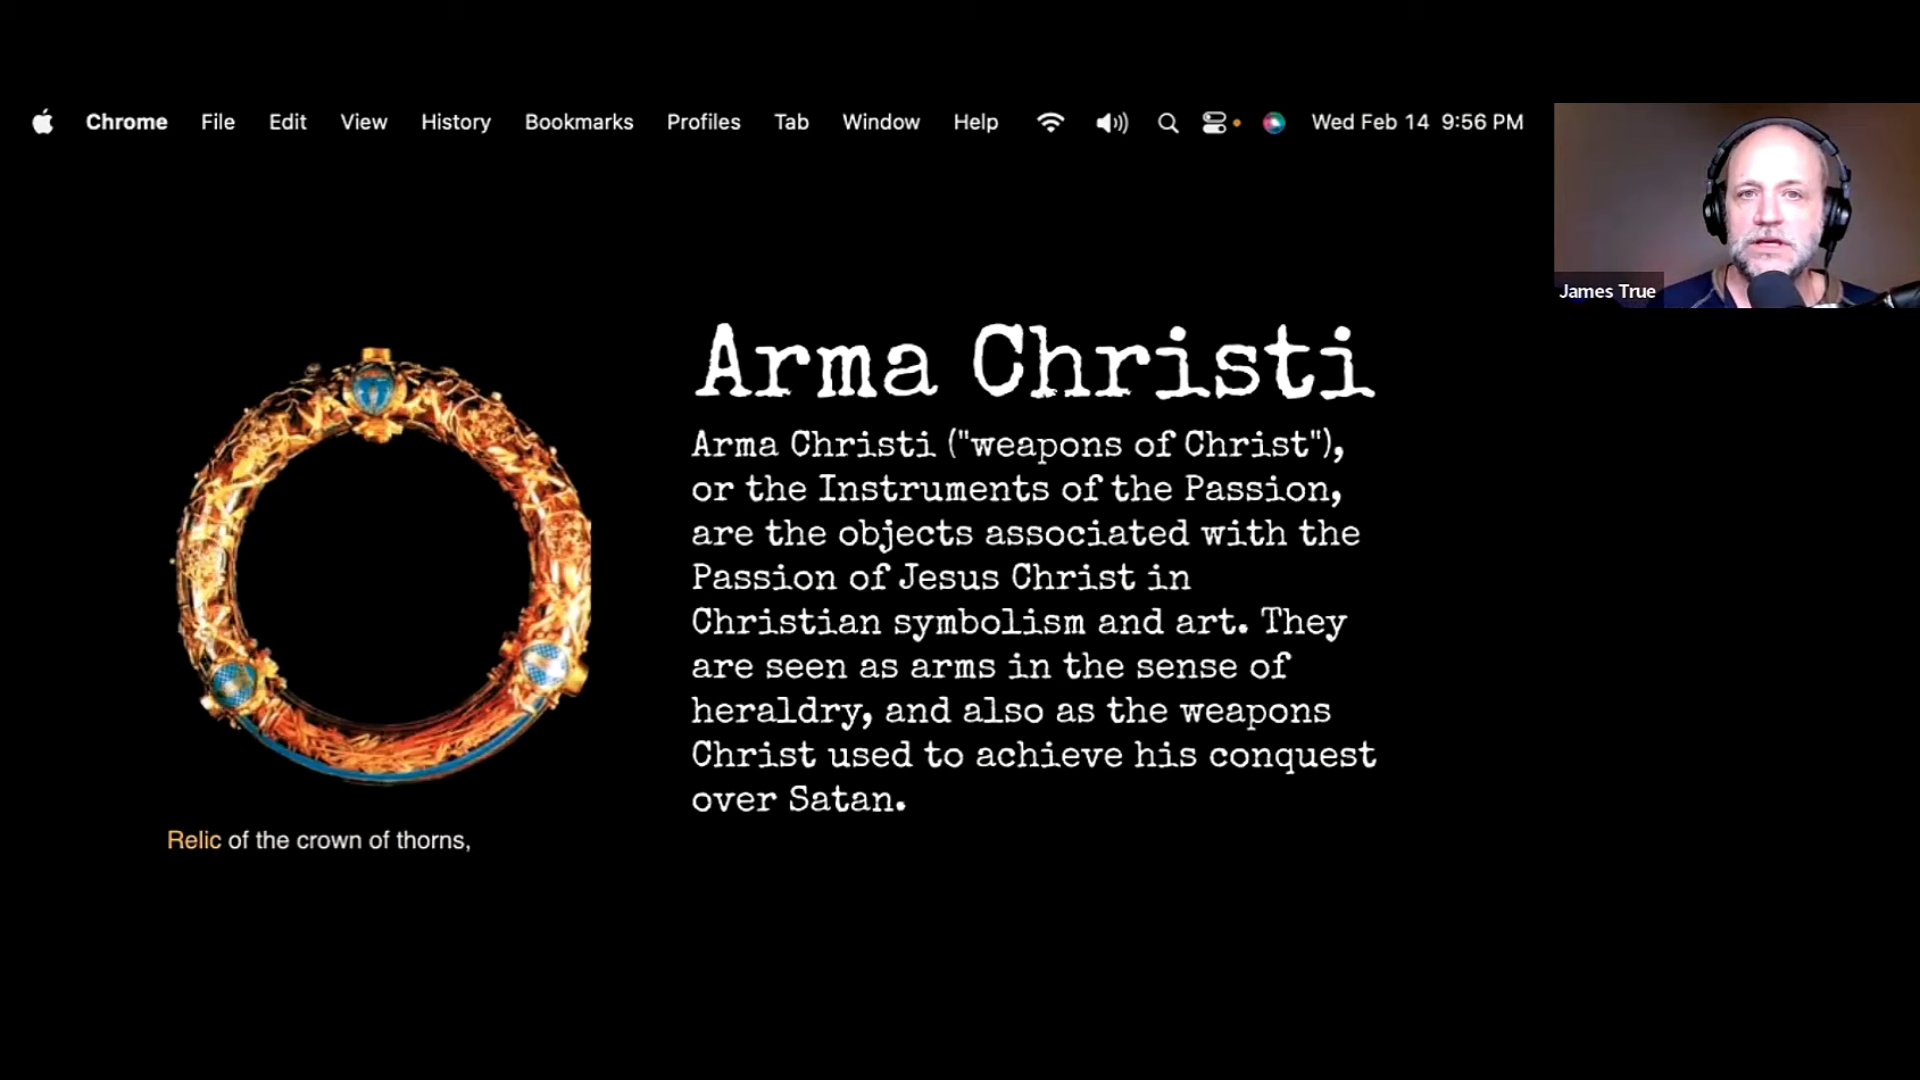 Chrome File Edit View History Bookmarks Profiles Tab Window Help Wed Feb 14 9:56 PM
James True
Arma Christi
Arma Christi ("weapons of Christ"),
or the Instruments of the Passion,
are the objects associated with the
Passion of Jesus Christ in
Christian symbolism and art. They
are seen as arms in the sense of
heraldry, and also as the weapons
Christ used to achieve his conquest
over Satan.
Relic of the crown of thorns,